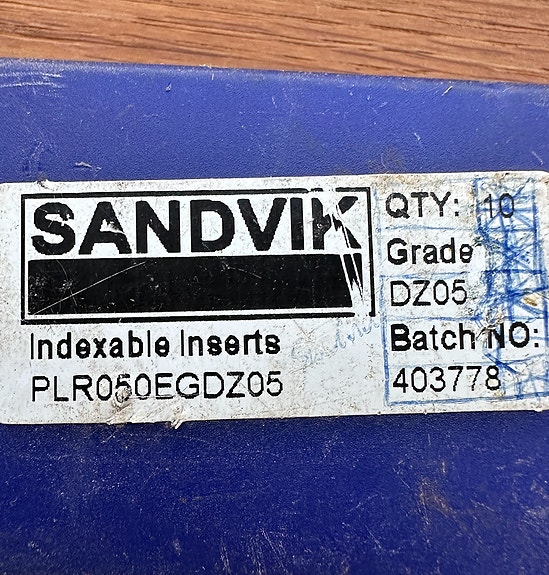 SANDVIK
Indexable Inserts
PLR050EGDZ05
QTY: 10
Grade
DZ05
Batch NO:
403778